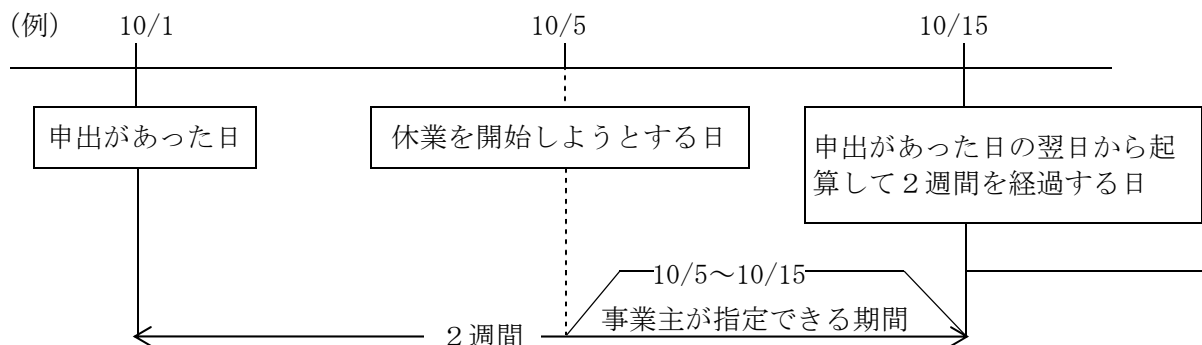 (例) 10/1 10/5 10/15
申出があった日
休業を開始しようとする日
申出があった日の翌日から起
算して２週間を経過する日
10/5～10/15
事業主が指定できる期間
２週間